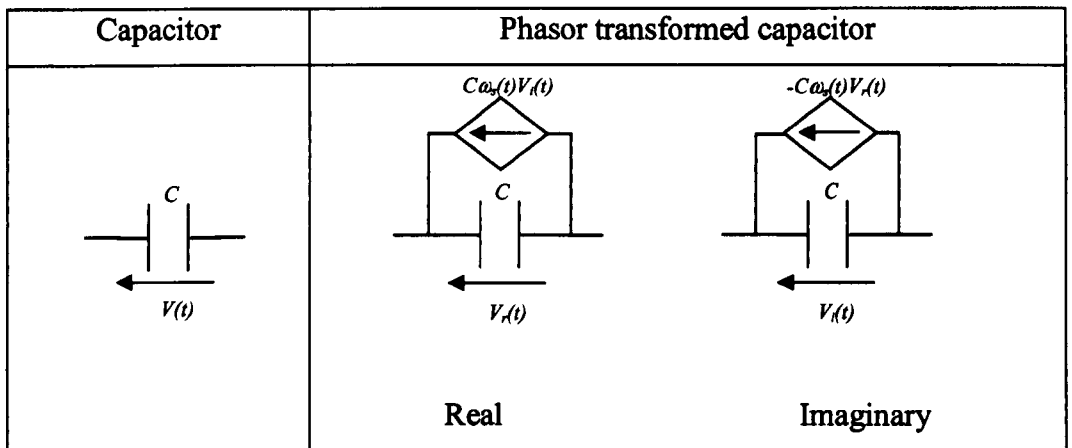 Capacitor Phasor transformed capacitor
Cωₛ(t)Vᵢ(t) -Cωₛ(t)Vᵣ(t)
C C C
V(t) Vᵣ(t) Vᵢ(t)
Real Imaginary